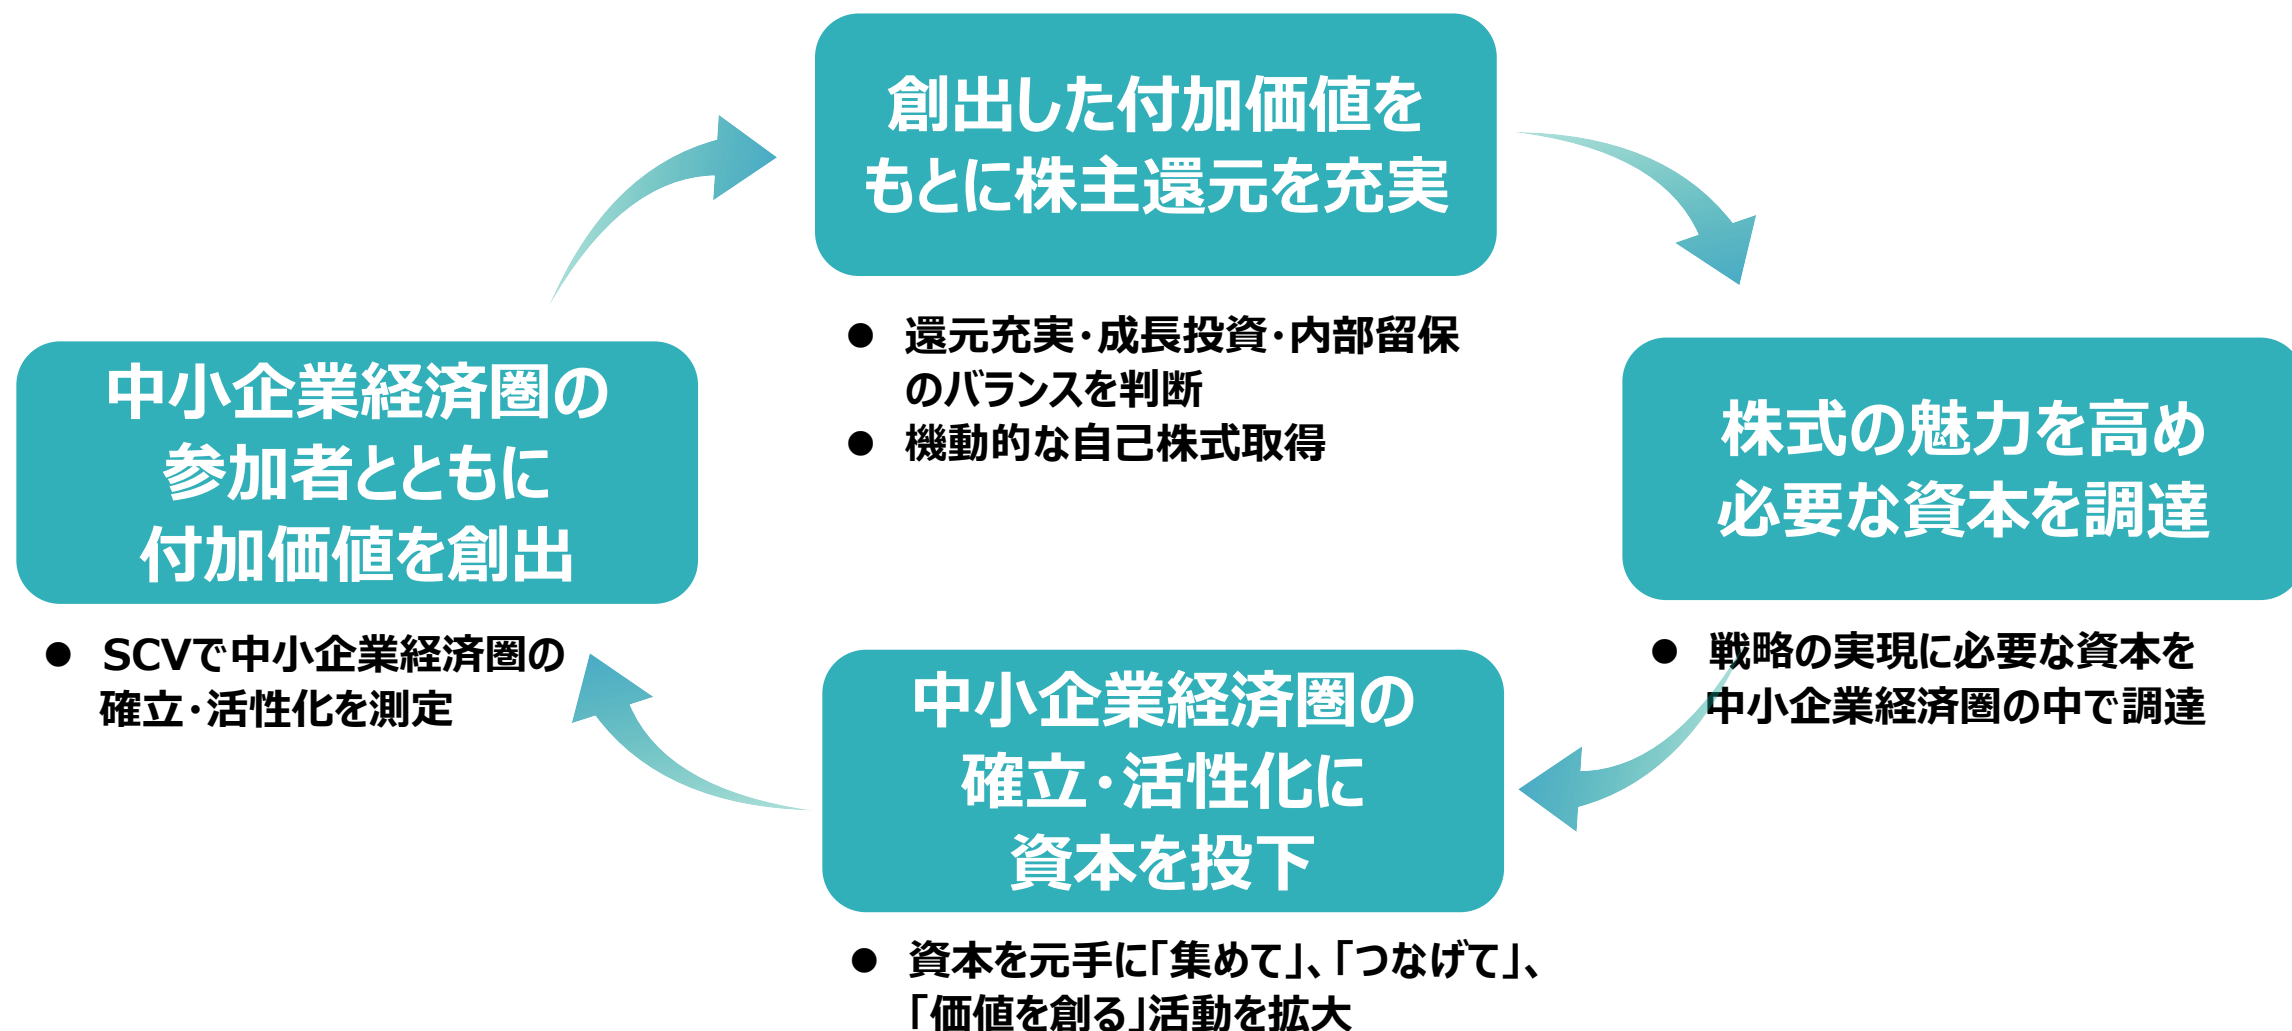 創出した付加価値を
もとに株主還元を充実
● 還元充実・成長投資・内部留保
のバランスを判断
● 機動的な自己株式取得
株式の魅力を高め
必要な資本を調達
● 戦略の実現に必要な資本を
中小企業経済圏の中で調達
中小企業経済圏の
確立・活性化に
資本を投下
● 資本を元手に「集めて」、「つなげて」、
「価値を創る」活動を拡大
中小企業経済圏の
参加者とともに
付加価値を創出
● SCVで中小企業経済圏の
確立・活性化を測定